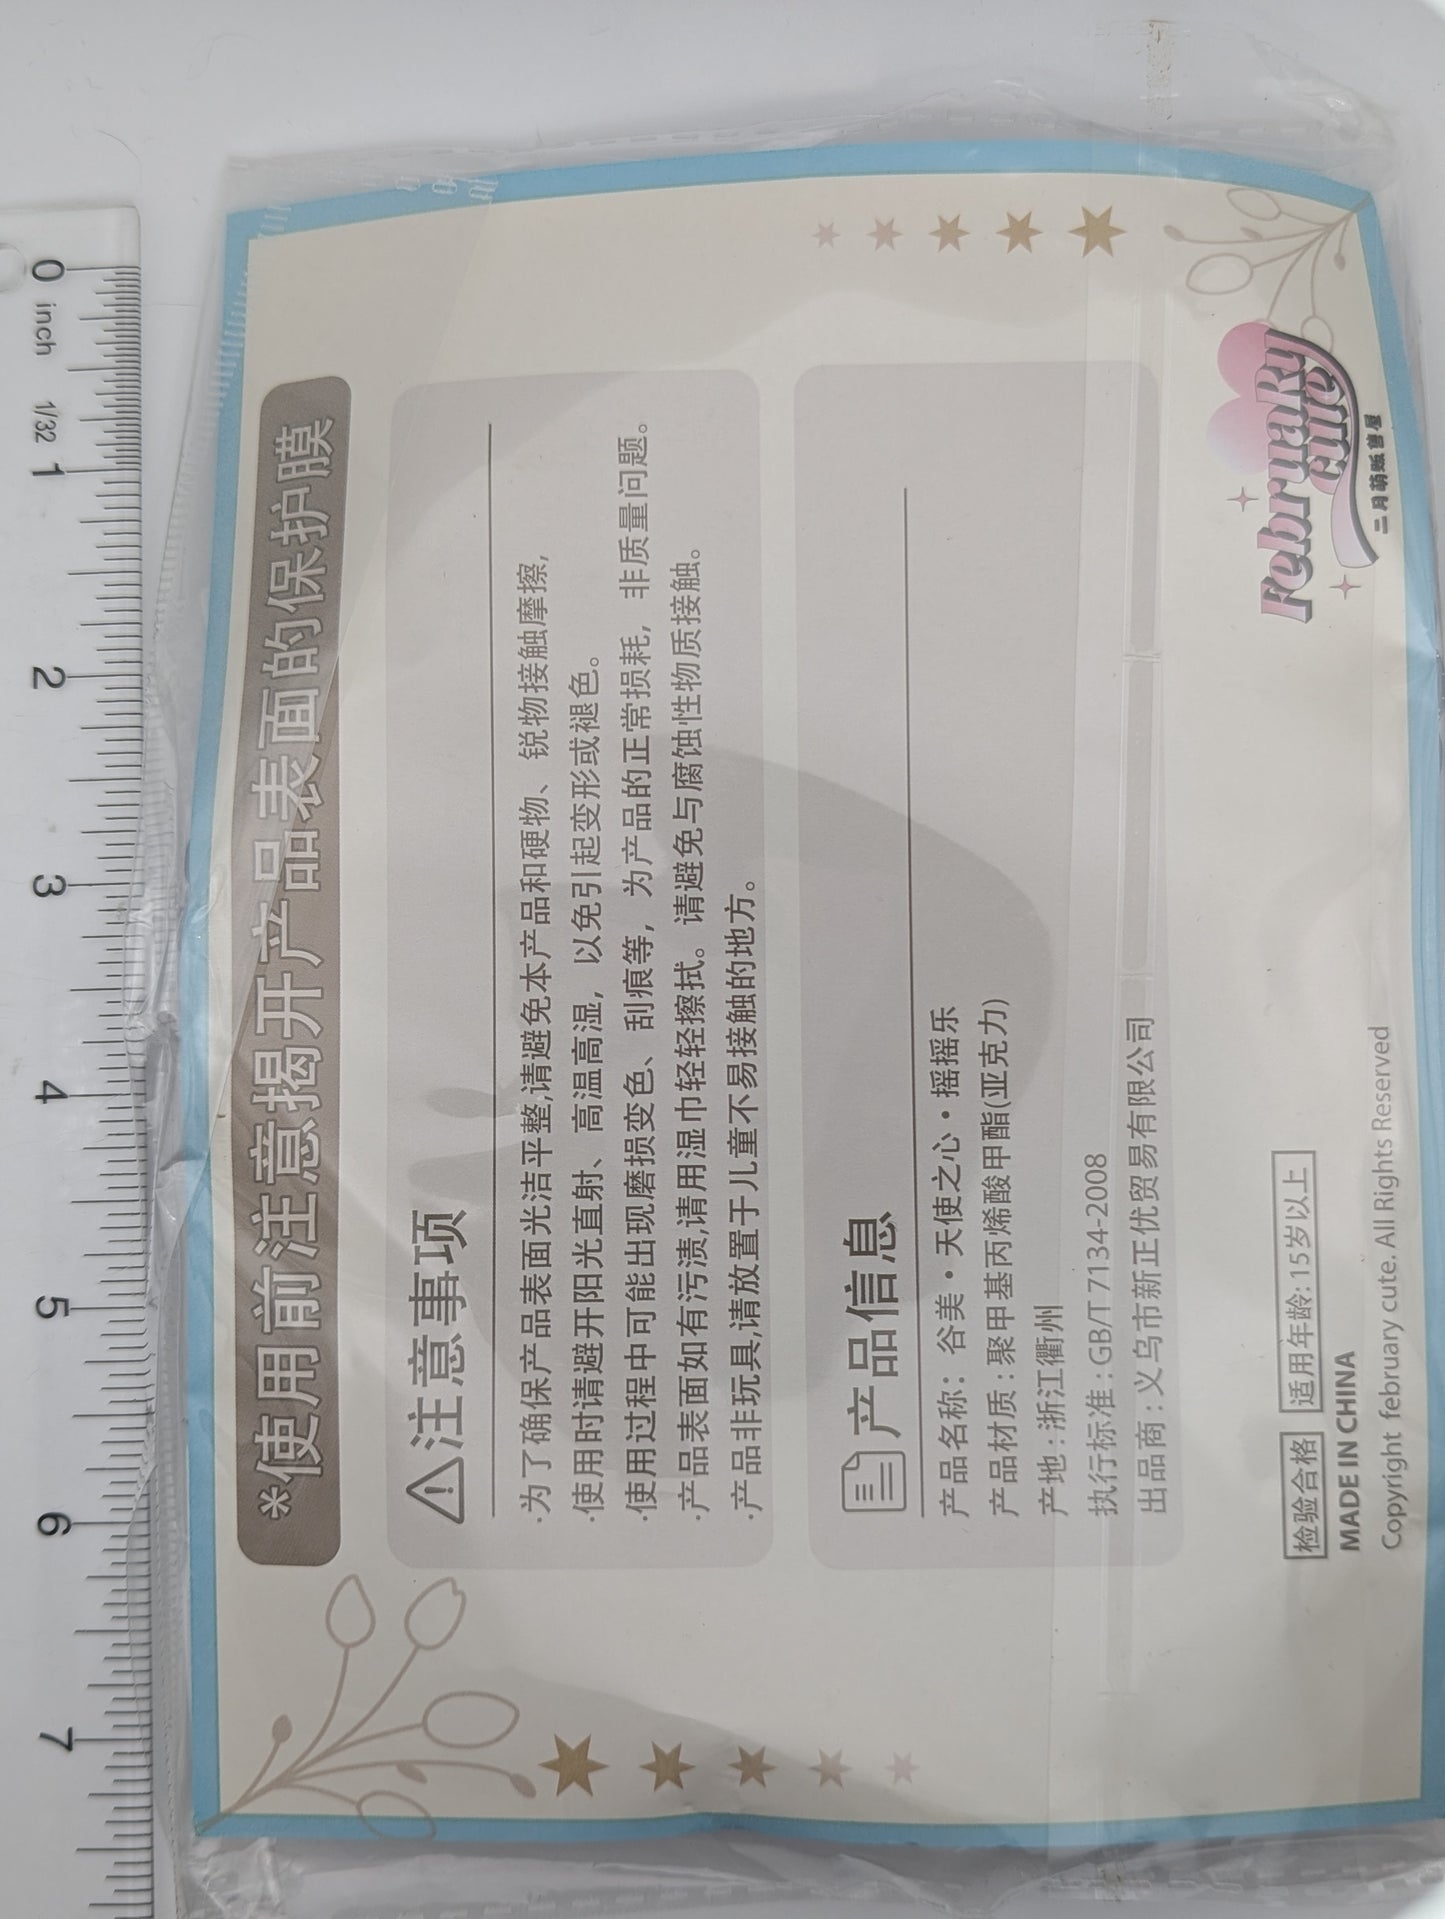 *使用前注意揭开产品表面的保护膜
注意事项
·为了确保产品表面光洁平整,请避免本产品和硬物、锐物接触摩擦,
·使用时请避开阳光直射、高温高湿，以免引起变形或褪色。
·使用过程中可能出现磨损变色、刮痕等，为产品的正常损耗，非质量问题。
·产品表面如有污渍,请用湿巾轻轻擦拭。请避免与腐蚀性物质接触。
·产品非玩具,请放置于儿童不易接触的地方。
产品信息
产品名称：谷美·天使之心·摇摇乐
产品材质：聚甲基丙烯酸甲酯(亚克力)
产地：浙江衢州
执行标准：GB/T 7134-2008
出品商：义乌市新正优贸易有限公司
检验合格 适用年龄:15岁以上
MADE IN CHINA
Copyright february cute. All Rights Reserved
FebruaRy
cute
二月萌贩售屋
0 1 2 3 4 5 6 7
inch 1/32